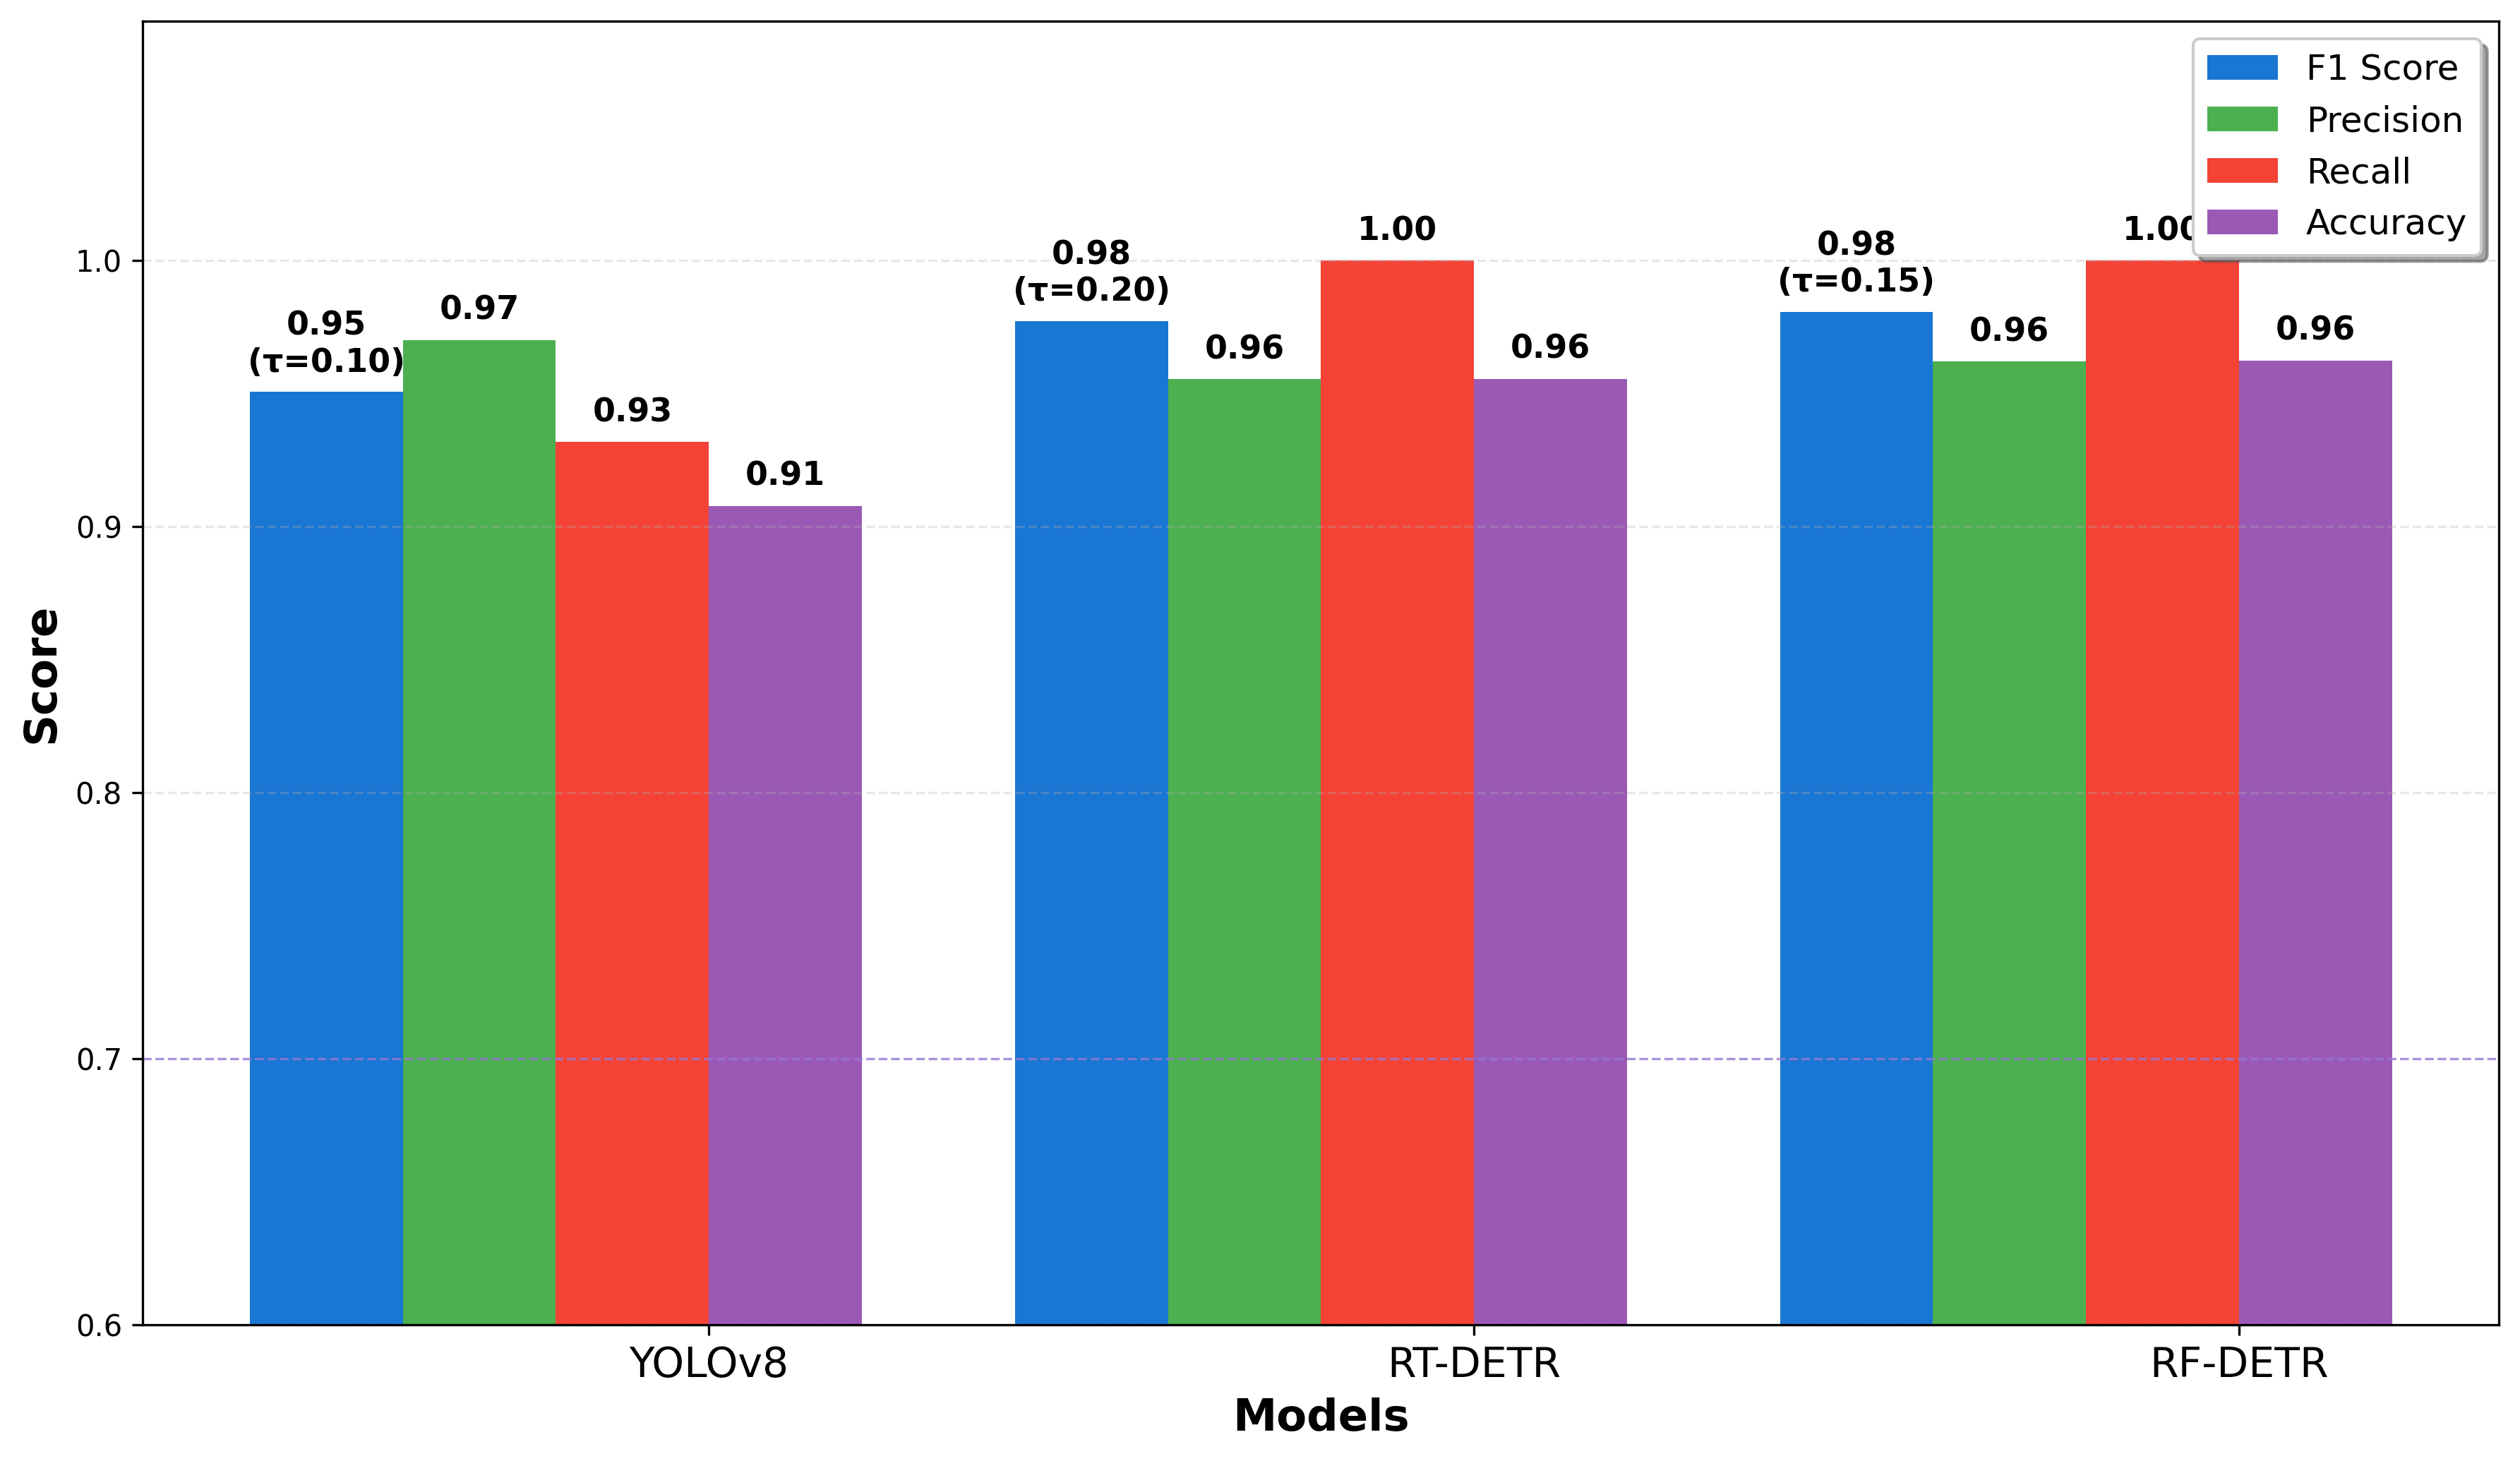 F1 Score
Precision
Recall
Accuracy
Score
1.0
0.9
0.8
0.7
0.6
0.95
(τ=0.10)
0.97
0.93
0.91
0.98
(τ=0.20)
0.96
1.00
0.96
0.98
(τ=0.15)
0.96
1.00
0.96
YOLOv8
RT-DETR
RF-DETR
Models